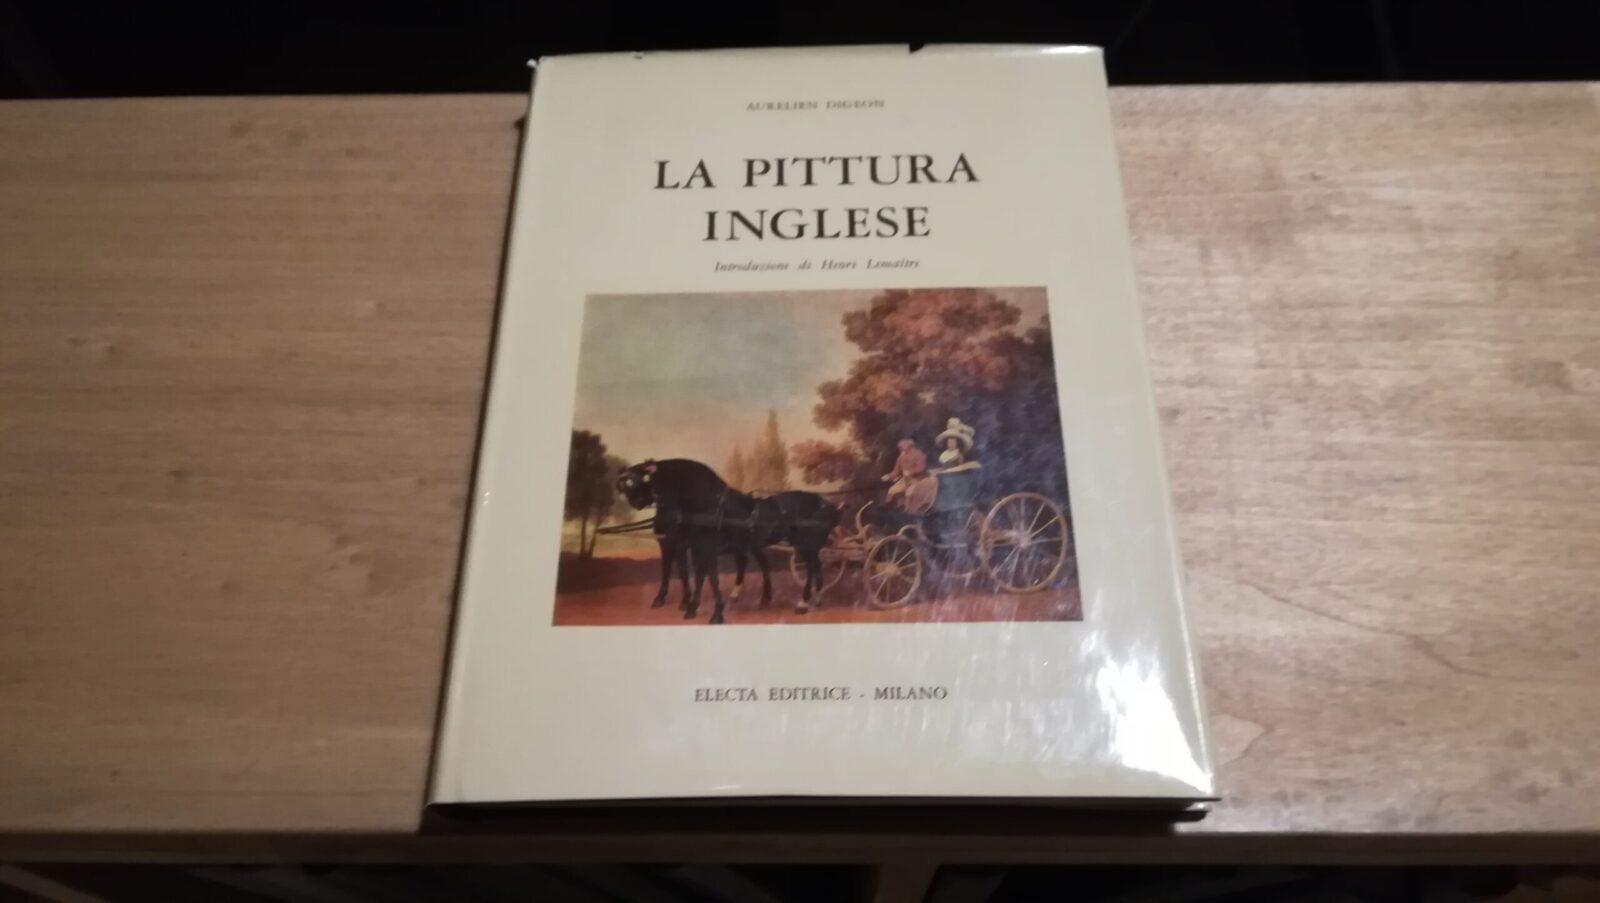 AURELIEN DIGEON
LA PITTURA
INGLESE
Introduzione di Henri Lemaître
ELECTA EDITRICE - MILANO